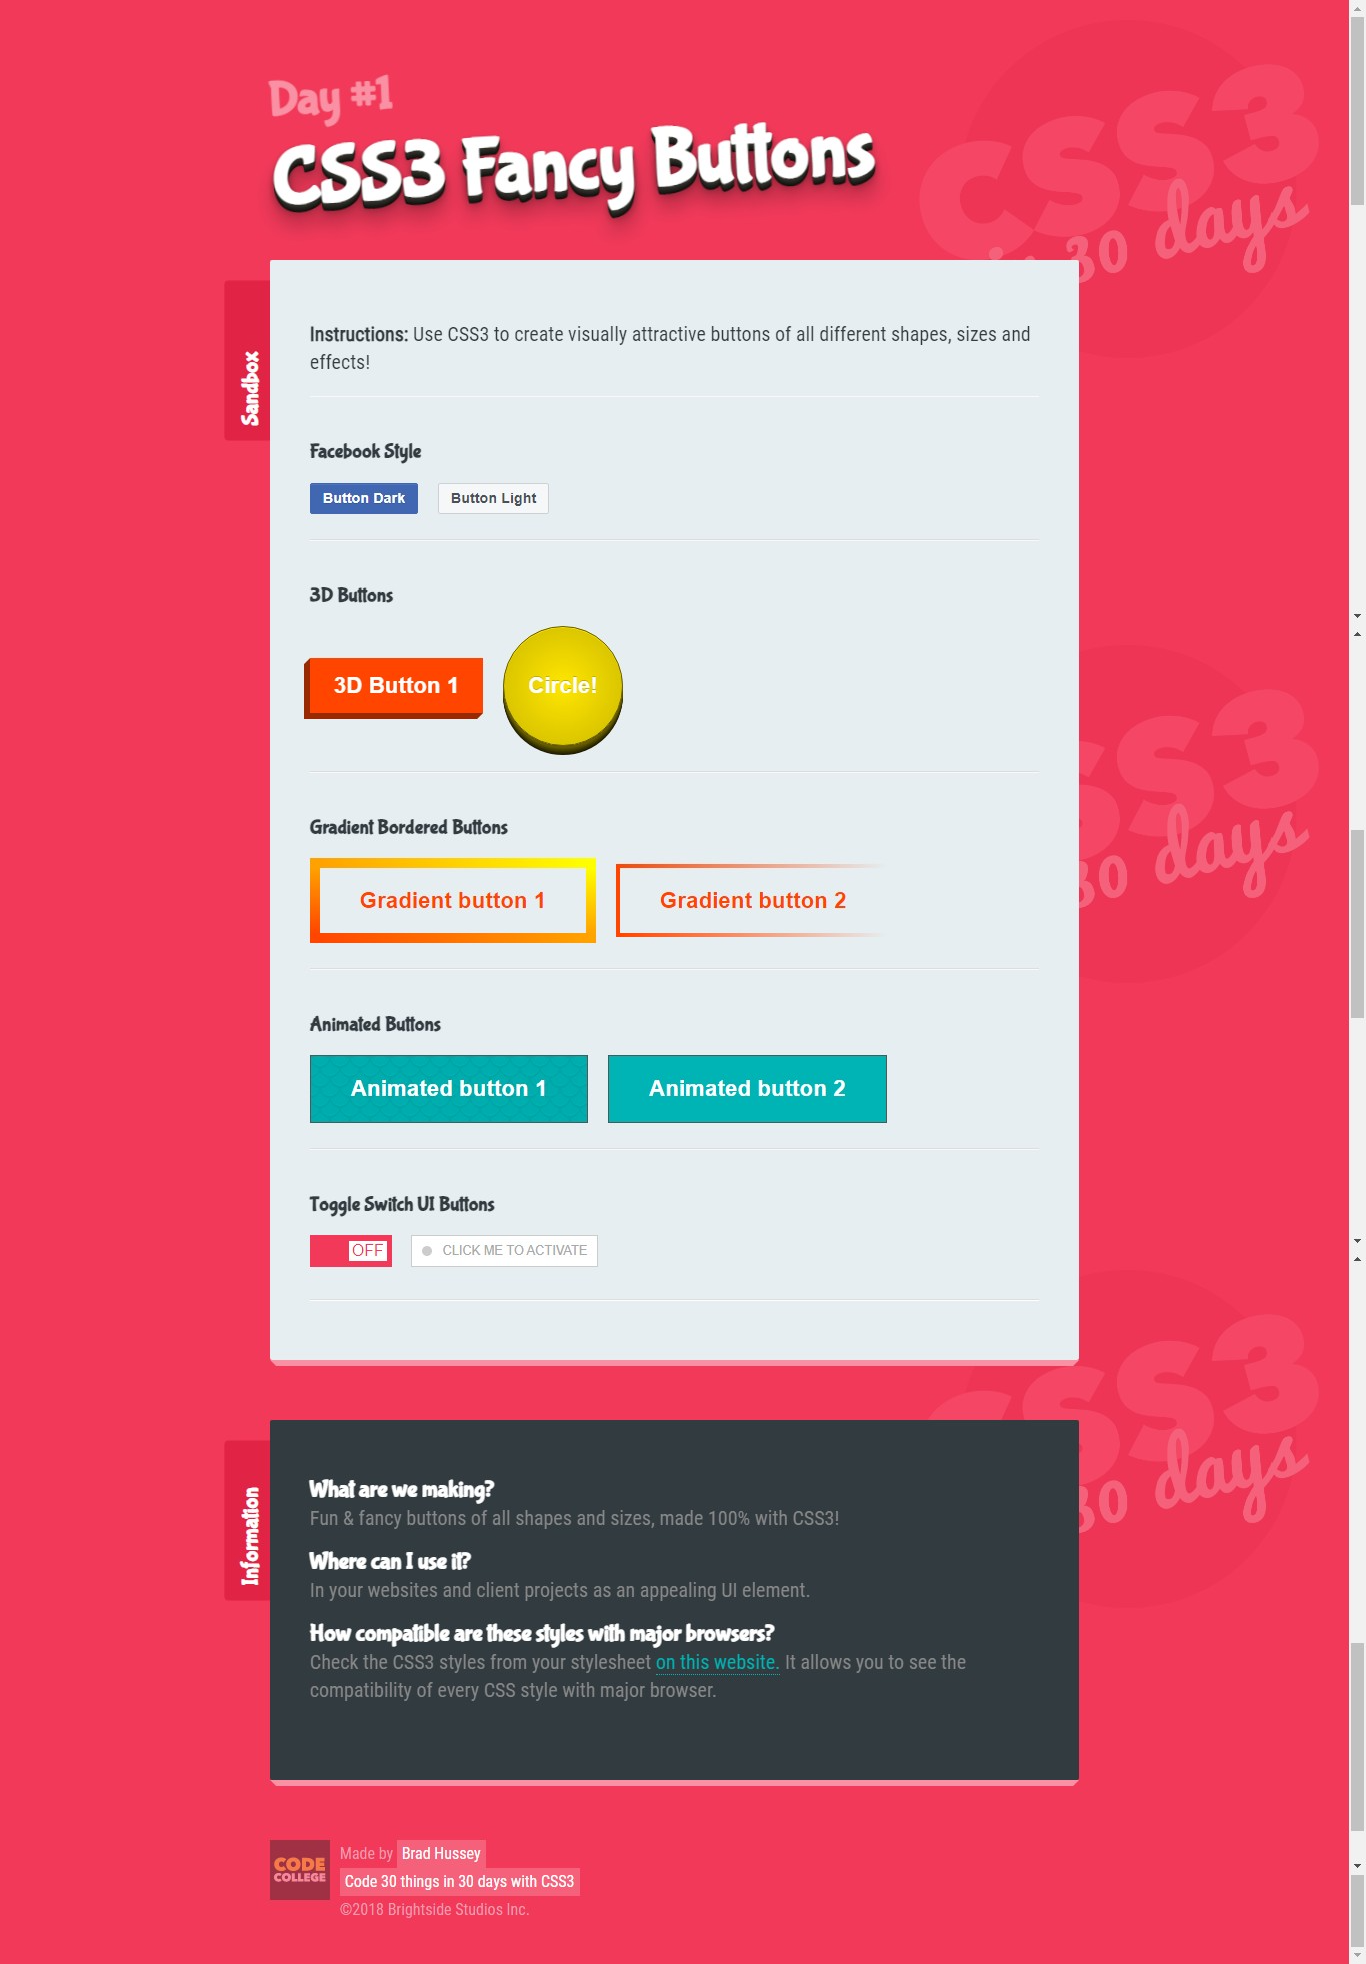 Day #1
CSS3 Fancy Buttons
CSS3
in 30 days
Sandbox
Instructions: Use CSS3 to create visually attractive buttons of all different shapes, sizes and
effects!
Facebook Style
Button Dark
Button Light
3D Buttons
3D Button 1
Circle!
Gradient Bordered Buttons
Gradient button 1
Gradient button 2
CSS3
30 days
Animated Buttons
Animated button 1
Animated button 2
Toggle Switch UI Buttons
OFF
CLICK ME TO ACTIVATE
CSS3
30 days
Information
What are we making?
Fun & fancy buttons of all shapes and sizes, made 100% with CSS3!
Where can I use it?
In your websites and client projects as an appealing UI element.
How compatible are these styles with major browsers?
Check the CSS3 styles from your stylesheet on this website. It allows you to see the
compatibility of every CSS style with major browser.
CODE
COLLEGE
Made by Brad Hussey
Code 30 things in 30 days with CSS3
©2018 Brightside Studios Inc.